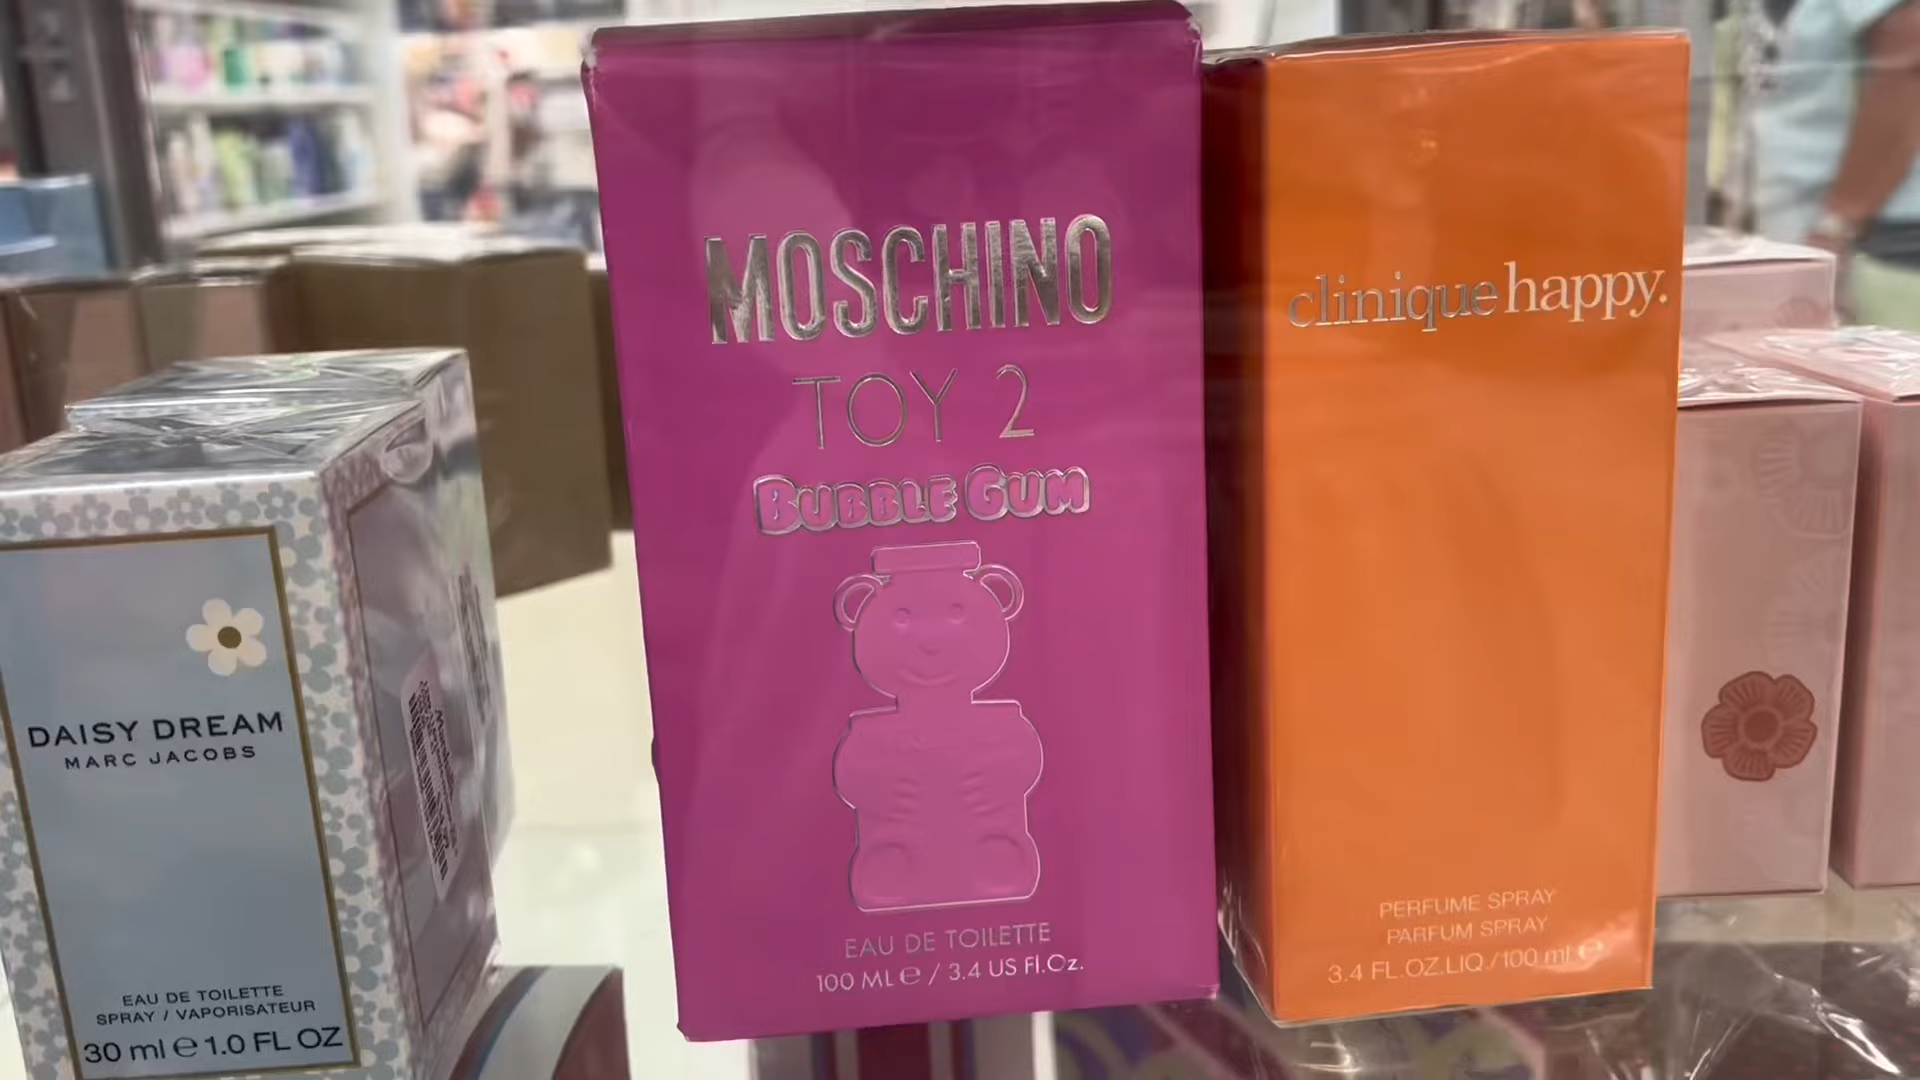 DAISY DREAM
MARC JACOBS
EAU DE TOILETTE
SPRAY / VAPORISATEUR
30 ml e 1.0 FL OZ
MOSCHINO
TOY 2
BUBBLE GUM
EAU DE TOILETTE
100 ML e / 3.4 US Fl.Oz.
clinique happy.
PERFUME SPRAY
PARFUM SPRAY
3.4 FL.OZ.LIQ./100 ml e